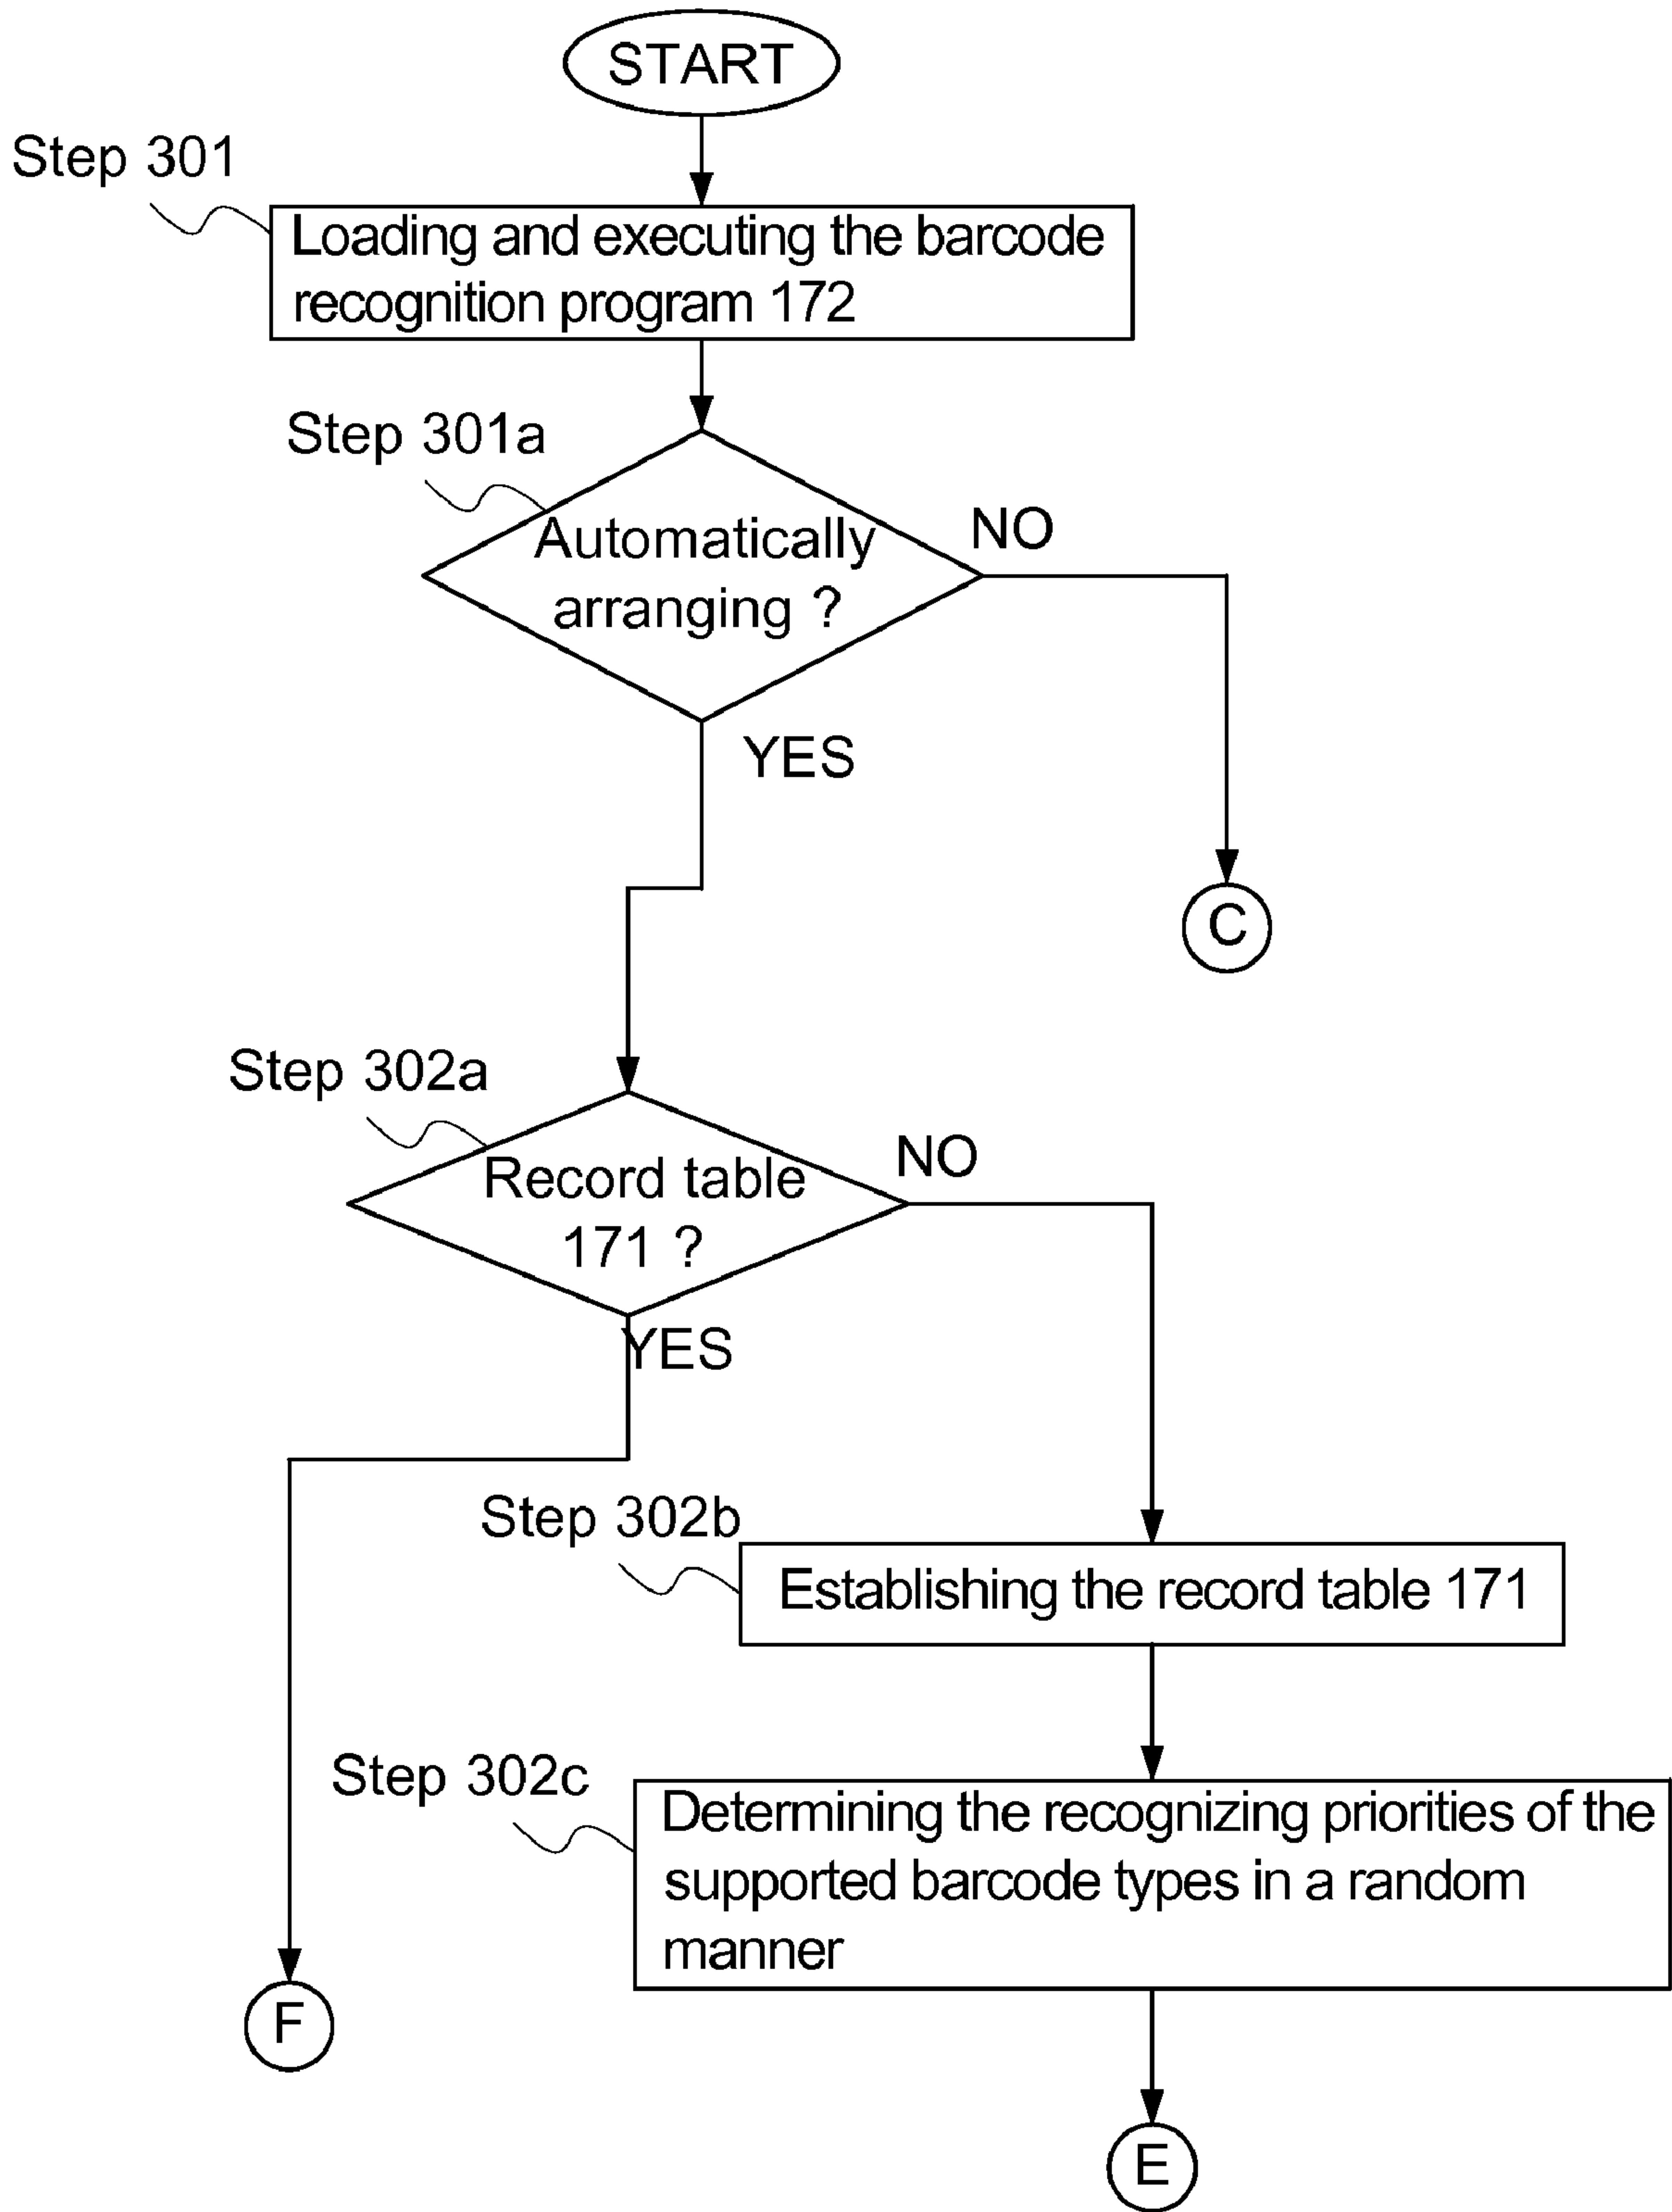 START
Step 301
Loading and executing the barcode
recognition program 172
Step 301a
Automatically
arranging ?
NO
YES
C
Step 302a
Record table
171 ?
NO
YES
Step 302b
Establishing the record table 171
Step 302c
Determining the recognizing priorities of the
supported barcode types in a random
manner
F
E